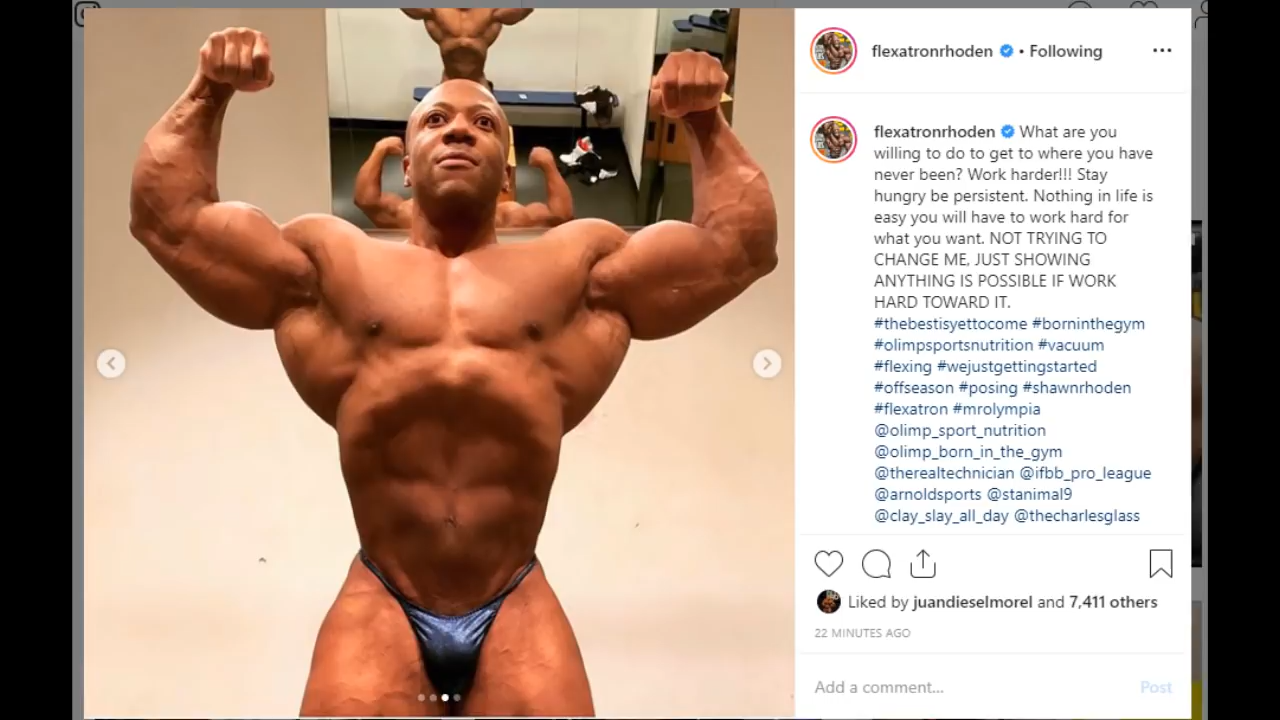 flexatronrhoden • Following
flexatronrhoden What are you
willing to do to get to where you have
never been? Work harder!!! Stay
hungry be persistent. Nothing in life is
easy you will have to work hard for
what you want. NOT TRYING TO
CHANGE ME, JUST SHOWING
ANYTHING IS POSSIBLE IF WORK
HARD TOWARD IT.
#thebestisyettocome #borninthegym
#olimpsportsnutrition #vacuum
#flexing #wejustgettingstarted
#offseason #posing #shawnrhoden
#flexatron #mrolympia
@olimp_sport_nutrition
@olimp_born_in_the_gym
@therealtechnician @ifbb_pro_league
@arnoldsports @stanimal9
@clay_slay_all_day @thecharlesglass
Liked by juandieselmorel and 7,411 others
22 MINUTES AGO
Add a comment... Post